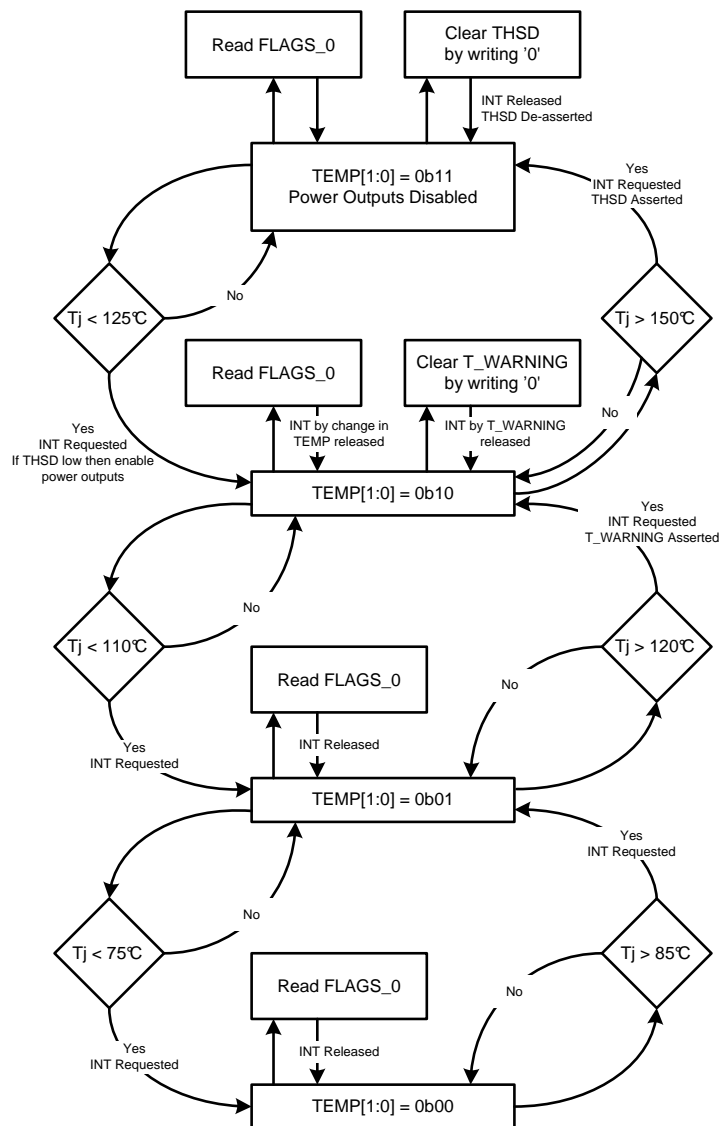 Read FLAGS_0
Clear THSD
by writing '0'
INT Released
THSD De-asserted
TEMP[1:0] = 0b11
Power Outputs Disabled
Yes
INT Requested
THSD Asserted
Tj < 125°C
No
Tj > 150°C
Read FLAGS_0
Clear T_WARNING
by writing '0'
No
Yes
INT Requested
If THSD low then enable
power outputs
INT by change in
TEMP released
INT by T_WARNING
released
TEMP[1:0] = 0b10
Yes
INT Requested
T_WARNING Asserted
Tj < 110°C
No
Tj > 120°C
Read FLAGS_0
No
Yes
INT Requested
INT Released
TEMP[1:0] = 0b01
Yes
INT Requested
Tj < 75°C
No
Tj > 85°C
Read FLAGS_0
No
Yes
INT Requested
INT Released
TEMP[1:0] = 0b00